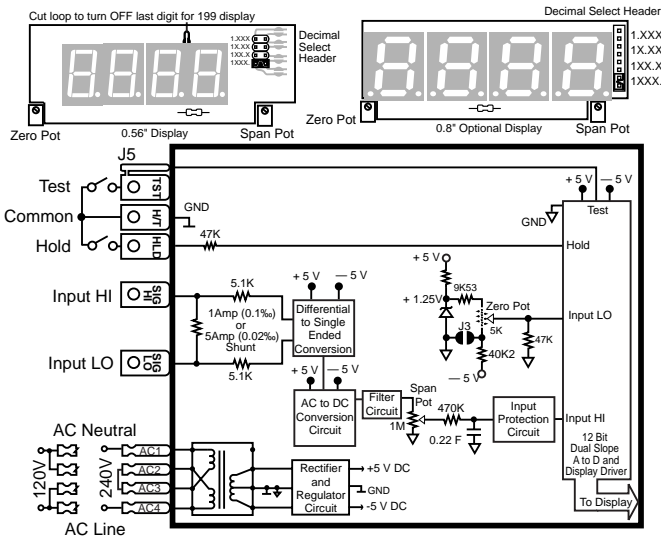 Cut loop to turn OFF last digit for 199 display
1.XXX
1X.XX
1XX.X
1XXX.
Decimal
Select
Header
Zero Pot
0.56" Display
Span Pot
Decimal Select Header
1.XXX
1X.XX
1XX.X
1XXX.
Zero Pot
0.8" Optional Display
Span Pot
J5
Test
TST
Common
H/T
GND
Hold
HLD
47K
+ 5 V
— 5 V
GND
Test
Hold
Input HI
SIG HI
5.1K
1Amp (0.1‰)
or
5Amp (0.02‰)
Shunt
5.1K
Input LO
SIG LO
+ 5 V
— 5 V
Differential
to Single
Ended
Conversion
+ 5 V
— 5 V
AC to DC
Conversion
Circuit
Filter
Circuit
Span
Pot
1M
470K
0.22 F
Input
Protection
Circuit
+ 5 V
+ 1.25V
9K53
Zero Pot
5K
J3
40K2
— 5 V
47K
Input LO
Input HI
12 Bit
Dual Slope
A to D and
Display Driver
To Display
AC Neutral
120V
240V
AC1
AC2
AC3
AC4
AC Line
Rectifier
and
Regulator
Circuit
+5 V DC
GND
-5 V DC